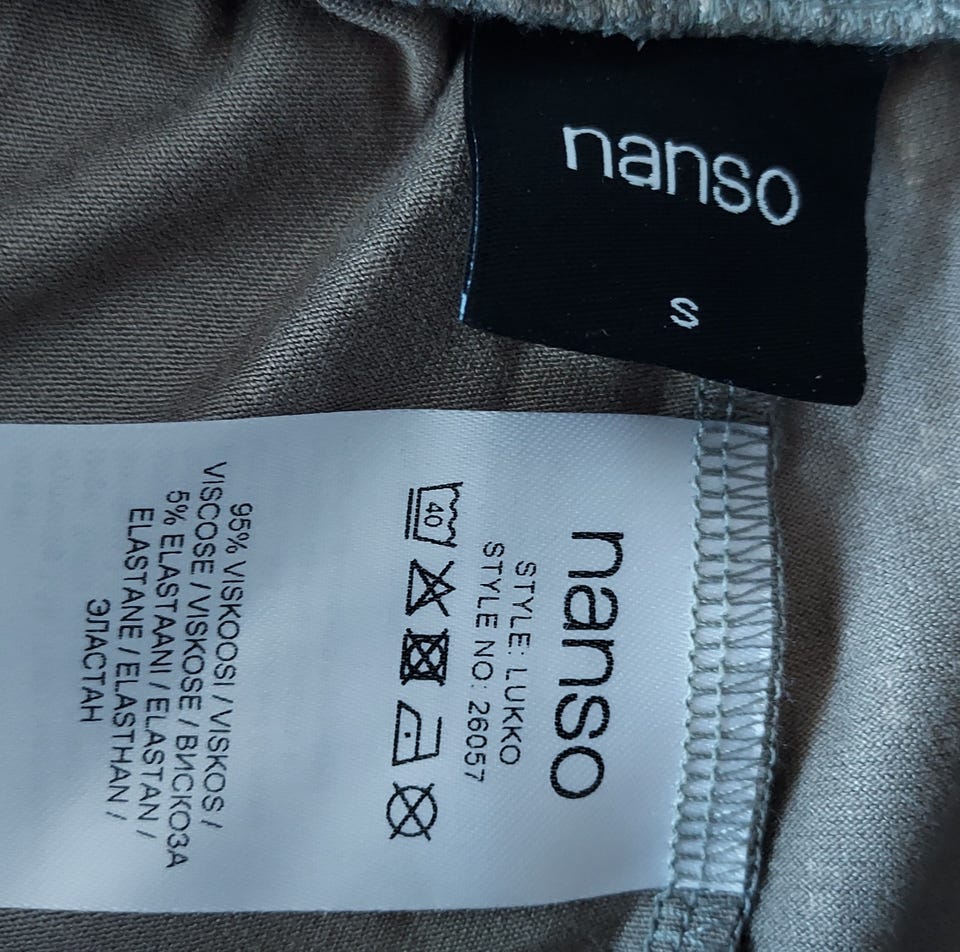 nanso
S
nanso
STYLE: LUKKO
STYLE NO: 26057
40
95% VISKOOSI / VISKOS /
VISCOSE / VISKOSE / ВИСКОЗА
5% ELASTAANI / ELASTAN /
ELASTANE / ELASTHAN /
ЭЛАСТАН